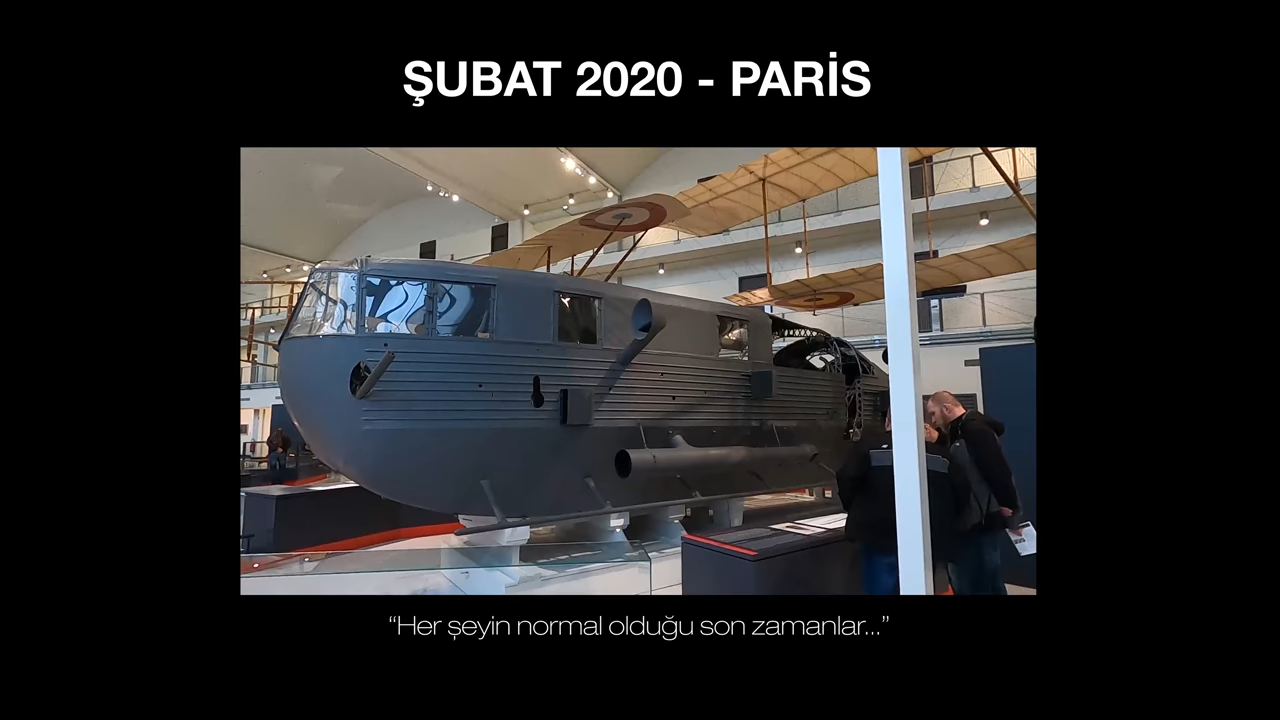 ŞUBAT 2020 - PARİS
“Her şeyin normal olduğu son zamanlar...”